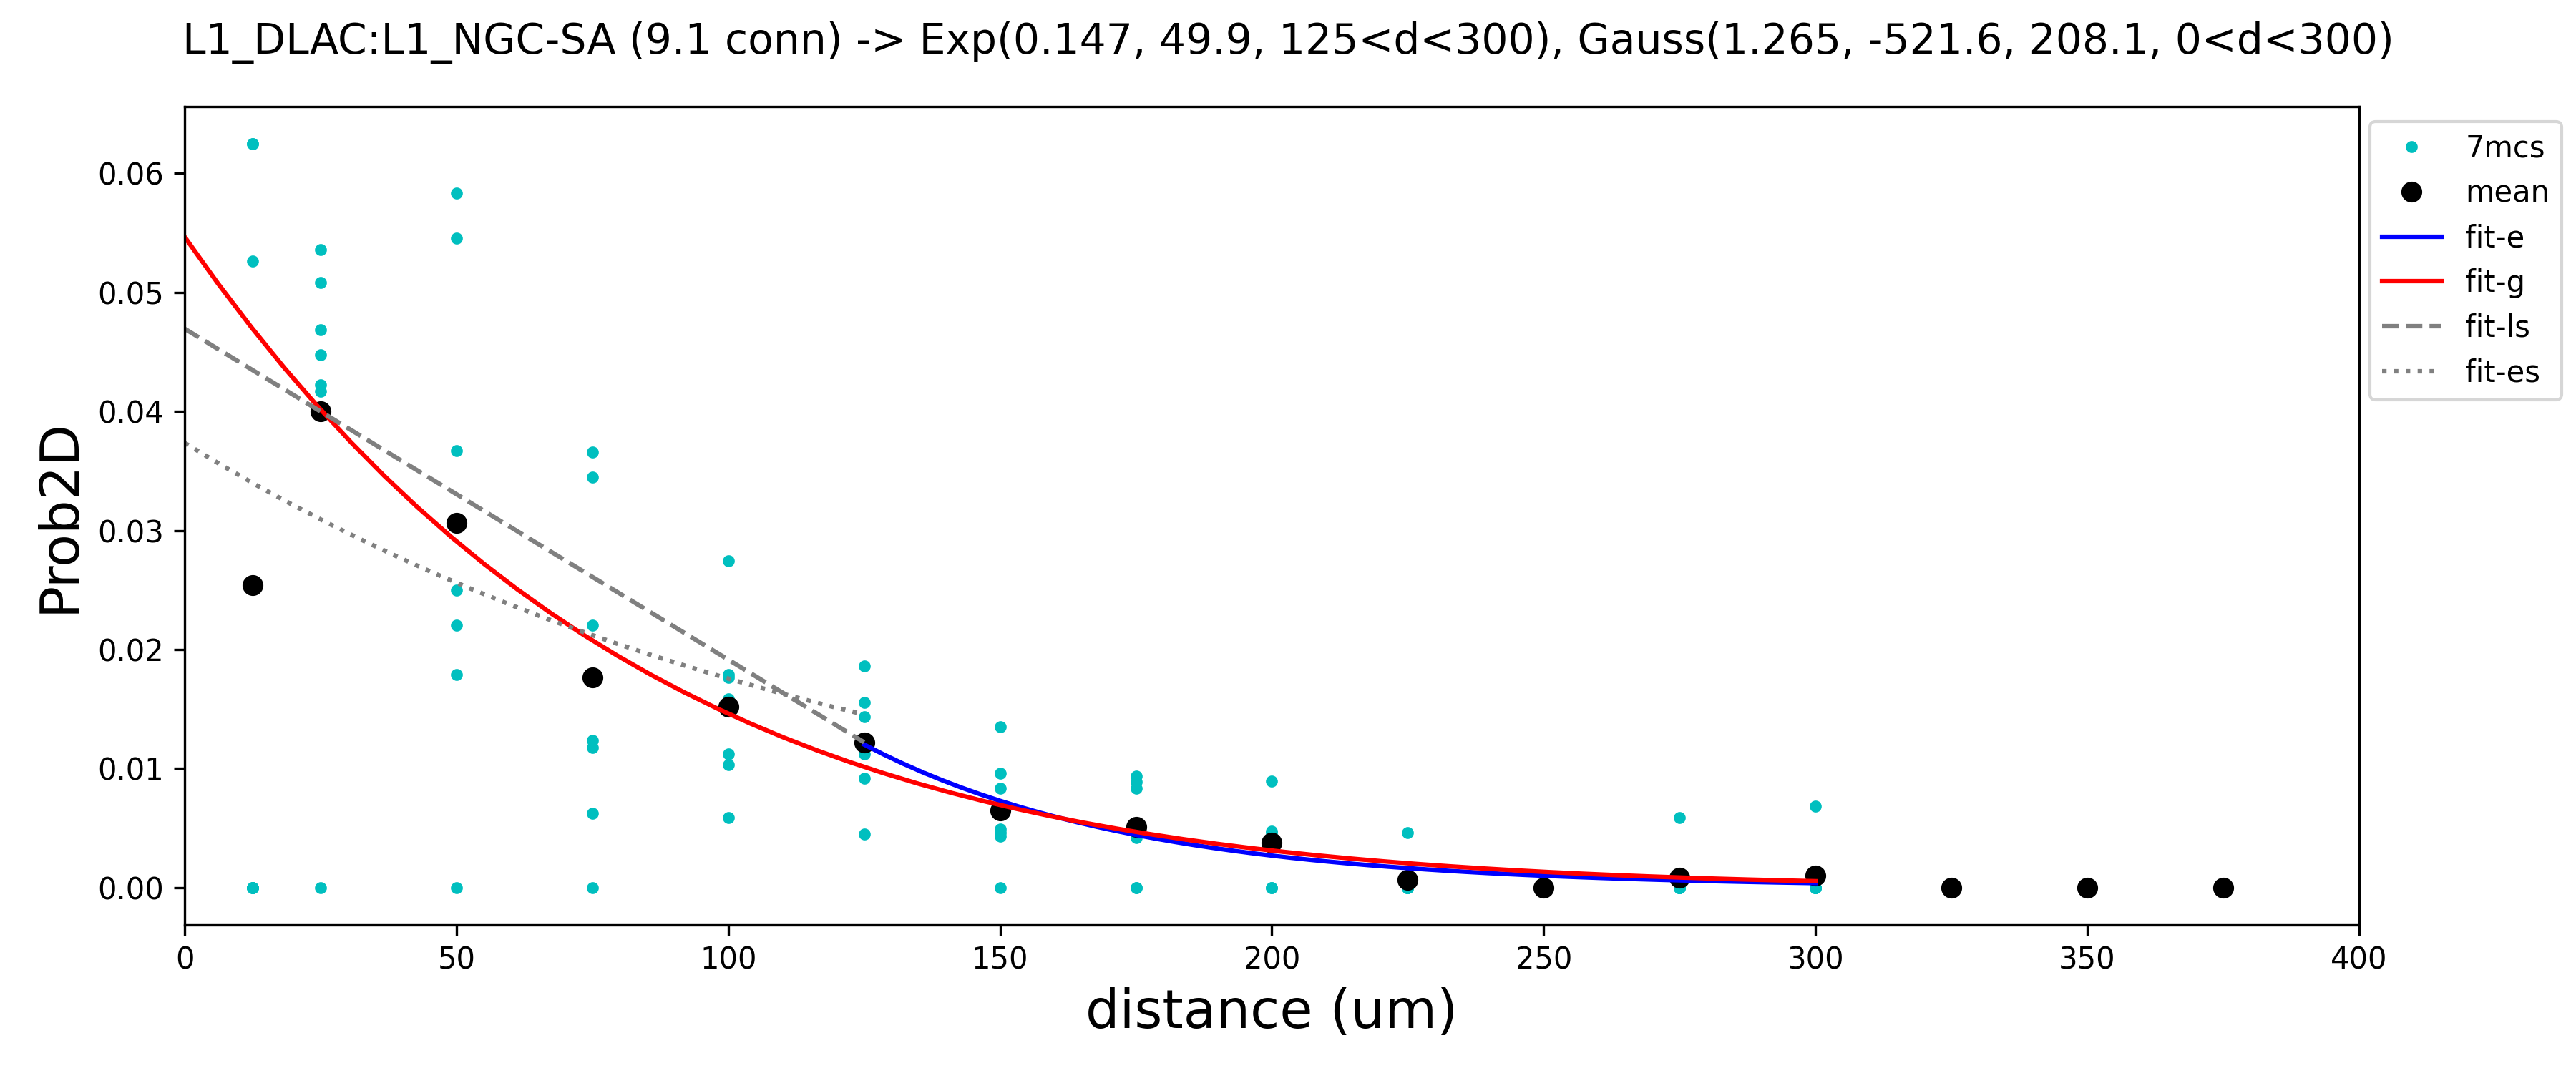 L1_DLAC:L1_NGC-SA (9.1 conn) -> Exp(0.147, 49.9, 125<d<300), Gauss(1.265, -521.6, 208.1, 0<d<300)
7mcs
mean
fit-e
fit-g
fit-ls
fit-es
Prob2D
0.06
0.05
0.04
0.03
0.02
0.01
0.00
0 50 100 150 200 250 300 350 400
distance (um)